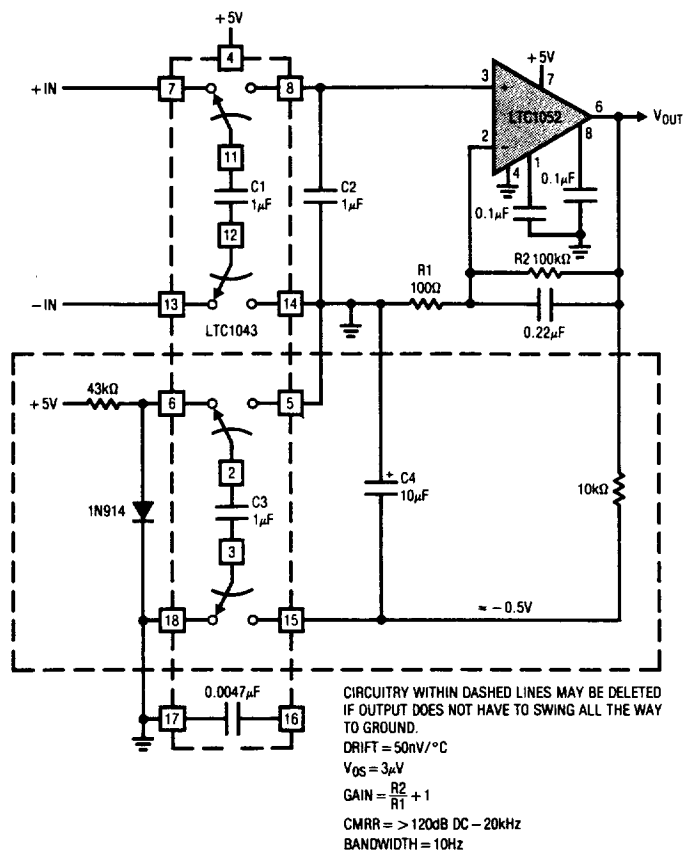 +5V
4
+IN
7
8
11
C1
1µF
12
C2
1µF
-IN
13
14
LTC1043
+5V
3
+
7
LTC1052
6
VOUT
2
-
8
4
1
0.1µF
0.1µF
R1
100Ω
R2 100kΩ
0.22µF
+5V
43kΩ
6
5
2
C3
1µF
3
1N914
+
C4
10µF
10kΩ
18
15
≈ -0.5V
0.0047µF
17
16
CIRCUITRY WITHIN DASHED LINES MAY BE DELETED
IF OUTPUT DOES NOT HAVE TO SWING ALL THE WAY
TO GROUND.
DRIFT = 50nV/°C
VOS = 3µV
GAIN = R2/R1 + 1
CMRR = >120dB DC – 20kHz
BANDWIDTH = 10Hz